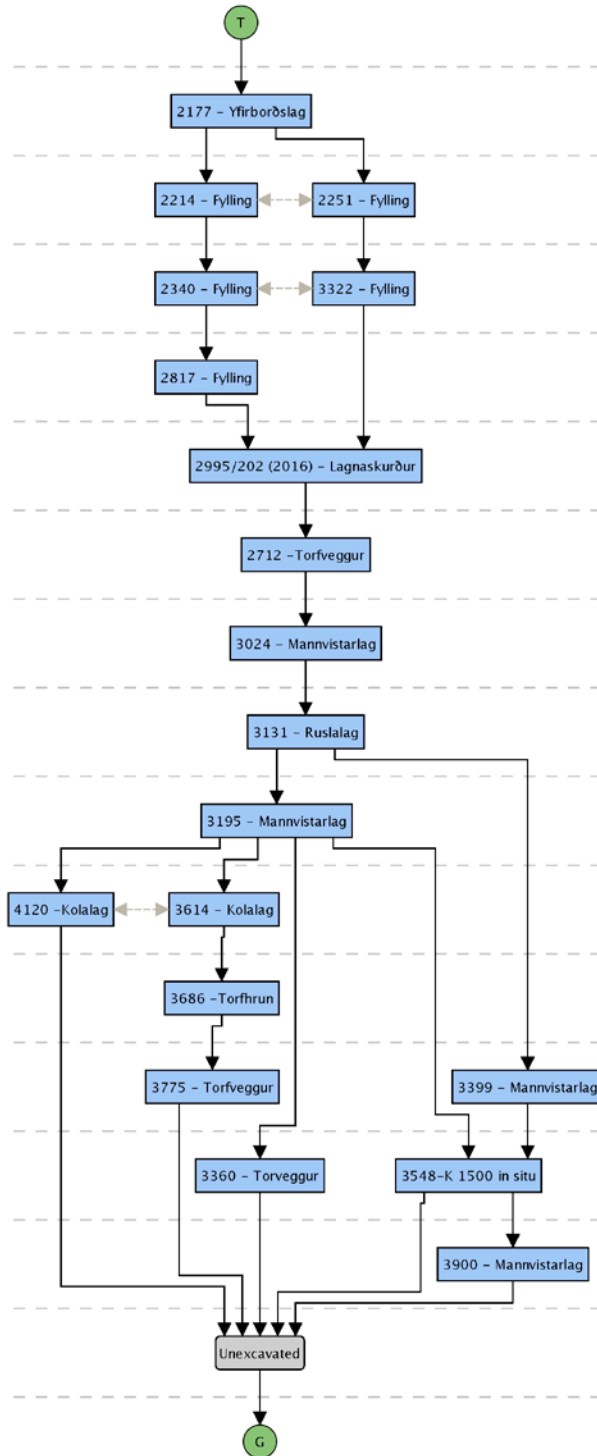 T
2177 – Yfirborðslag
2214 – Fylling
2251 – Fylling
2340 – Fylling
3322 – Fylling
2817 – Fylling
2995/202 (2016) – Lagnaskurður
2712 –Torfveggur
3024 – Mannvistarlag
3131 – Ruslalag
3195 – Mannvistarlag
4120 –Kolalag
3614 – Kolalag
3686 –Torfhrun
3775 – Torfveggur
3399 – Mannvistarlag
3360 – Torveggur
3548–K 1500 in situ
3900 – Mannvistarlag
Unexcavated
G